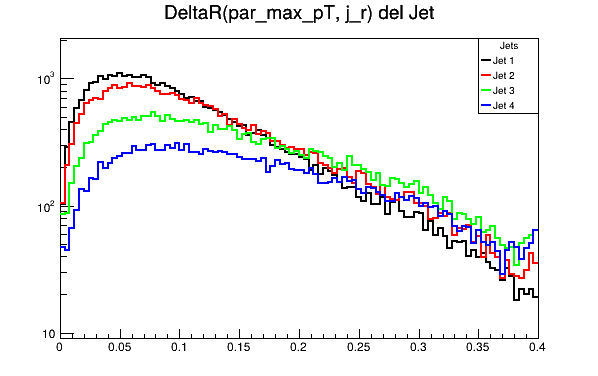 DeltaR(par_max_pT, j_r) del Jet
Jets
Jet 1
Jet 2
Jet 3
Jet 4
10³
10²
10
0 0.05 0.1 0.15 0.2 0.25 0.3 0.35 0.4